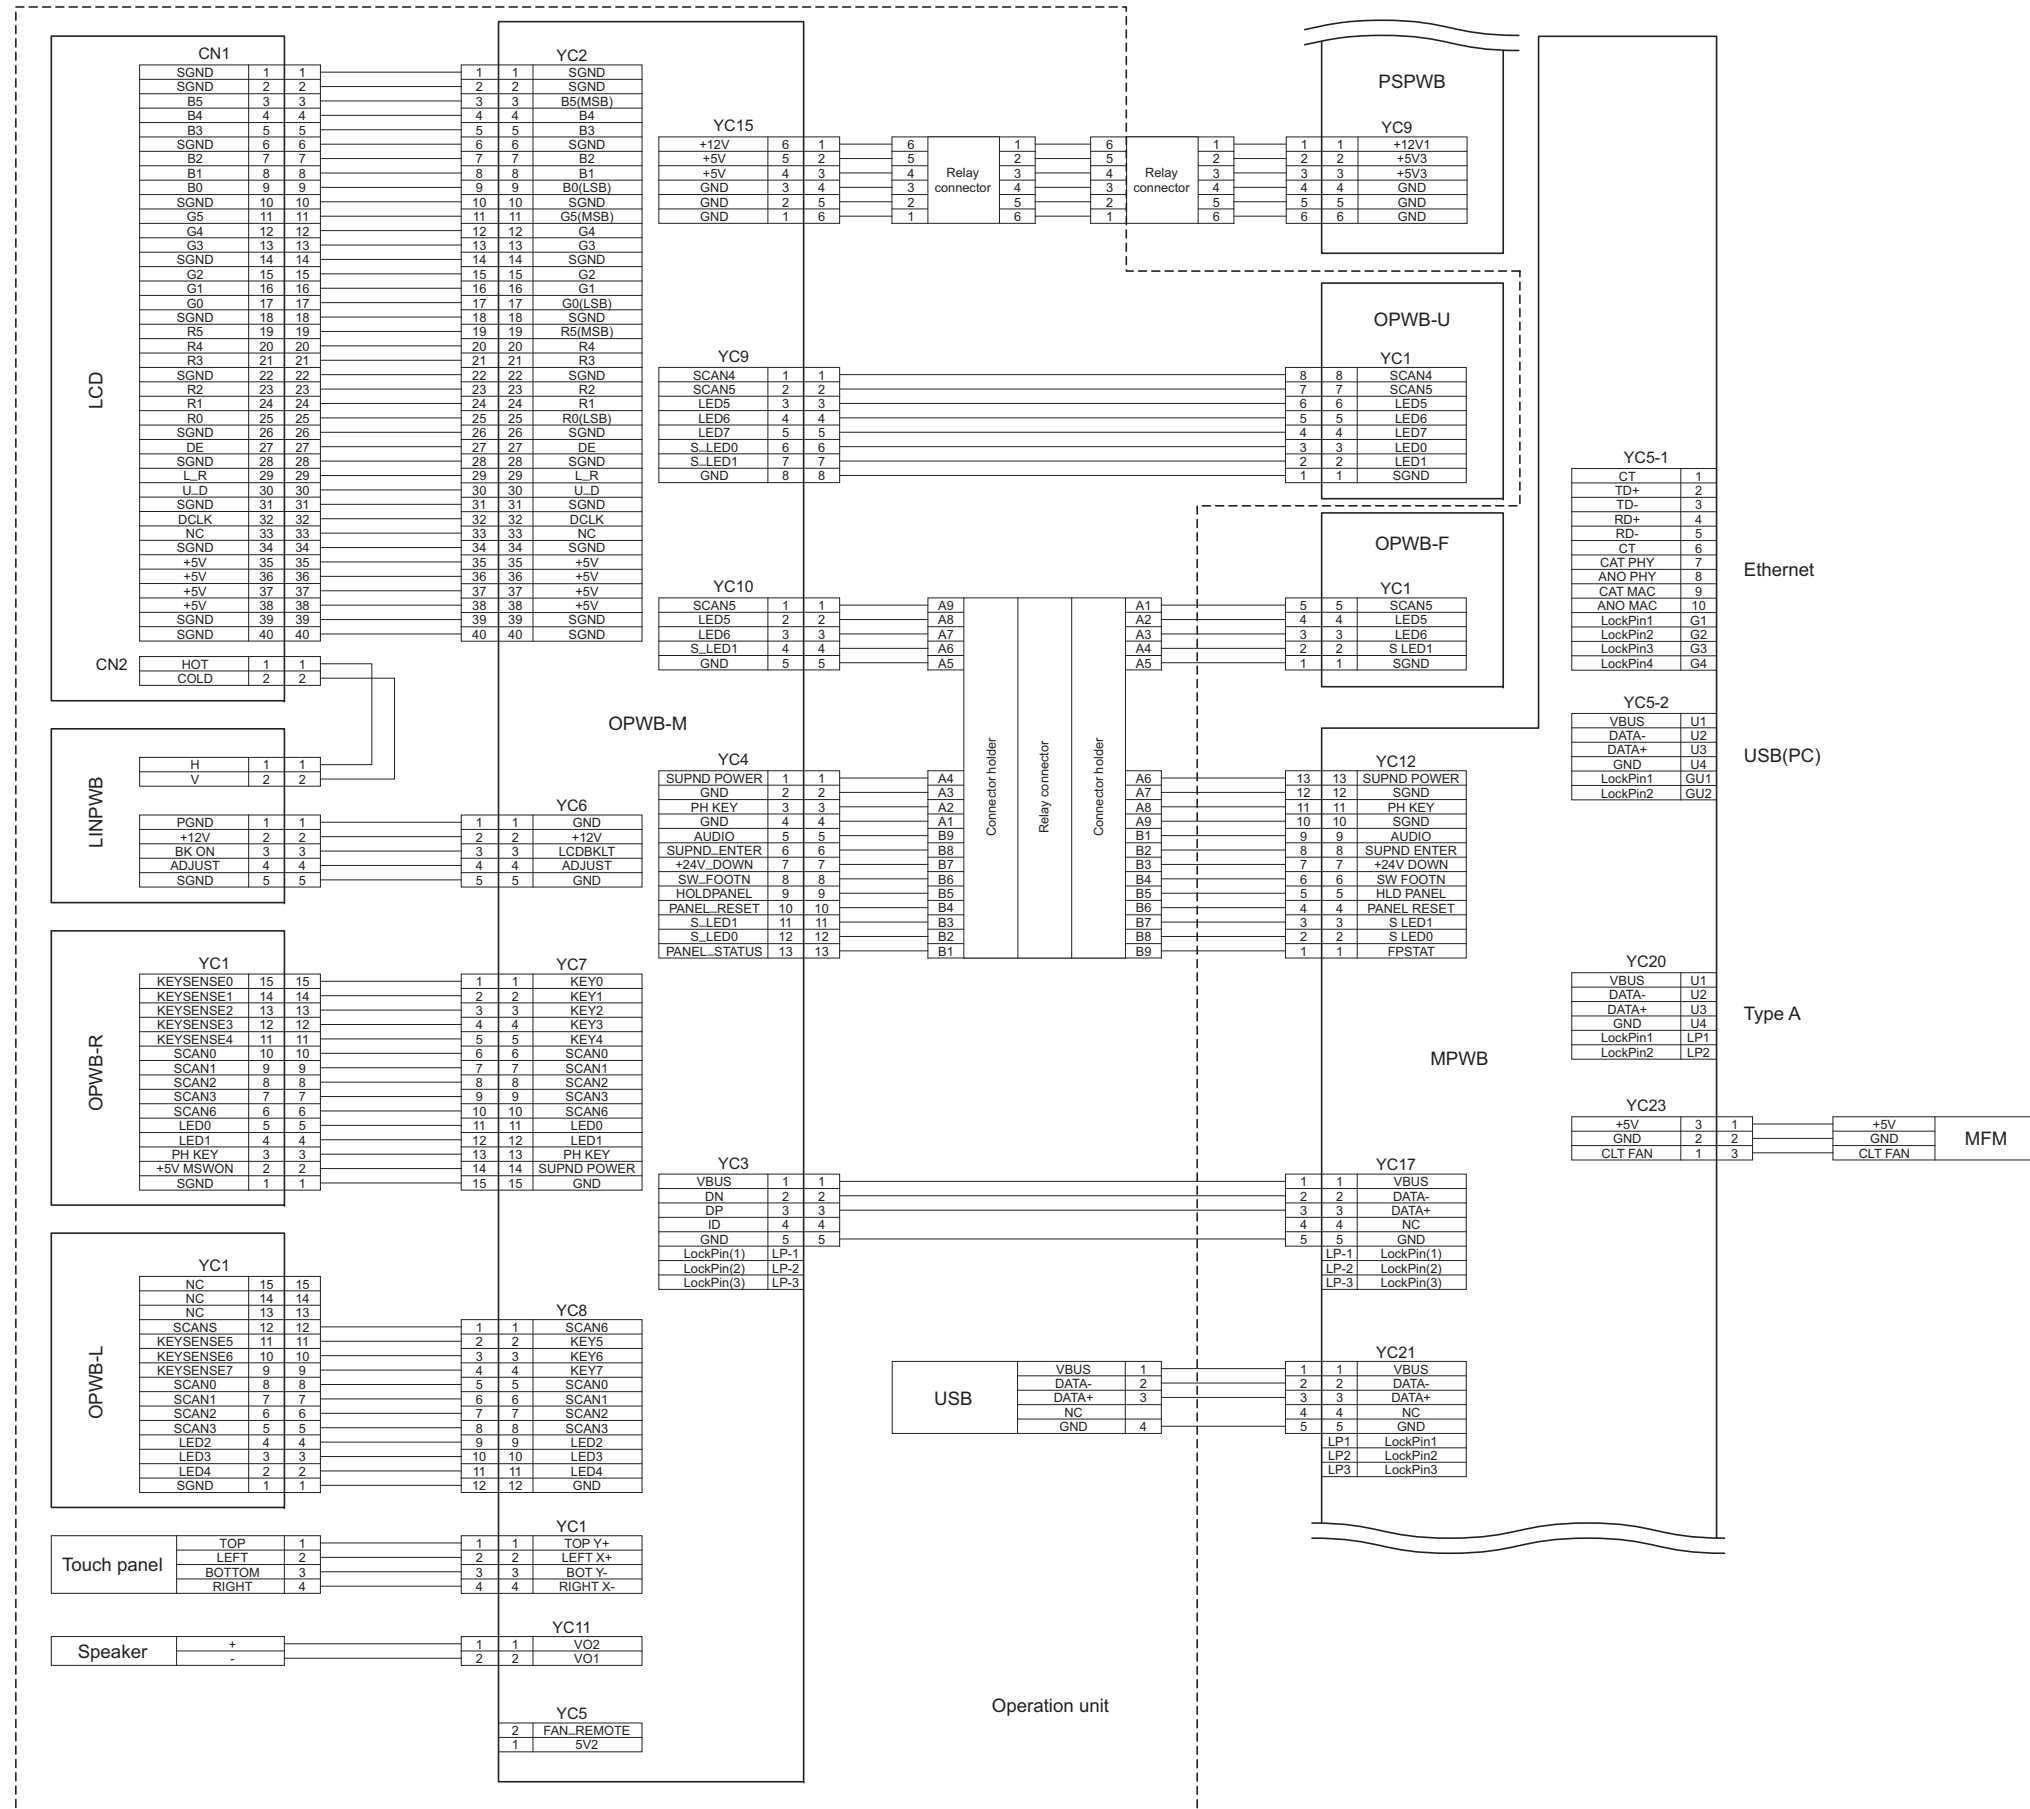 LCD
CN1
SGND 1 1
SGND 2 2
B5 3 3
B4 4 4
B3 5 5
SGND 6 6
B2 7 7
B1 8 8
B0 9 9
SGND 10 10
G5 11 11
G4 12 12
G3 13 13
SGND 14 14
G2 15 15
G1 16 16
G0 17 17
SGND 18 18
R5 19 19
R4 20 20
R3 21 21
SGND 22 22
R2 23 23
R1 24 24
R0 25 25
SGND 26 26
DE 27 27
SGND 28 28
L_R 29 29
U_D 30 30
SGND 31 31
DCLK 32 32
NC 33 33
SGND 34 34
+5V 35 35
+5V 36 36
+5V 37 37
+5V 38 38
SGND 39 39
SGND 40 40
CN2
HOT 1 1
COLD 2 2
LINPWB
H 1 1
V 2 2
PGND 1 1
+12V 2 2
BK ON 3 3
ADJUST 4 4
SGND 5 5
OPWB-R
YC1
KEYSENSE0 15 15
KEYSENSE1 14 14
KEYSENSE2 13 13
KEYSENSE3 12 12
KEYSENSE4 11 11
SCAN0 10 10
SCAN1 9 9
SCAN2 8 8
SCAN3 7 7
SCAN6 6 6
LED0 5 5
LED1 4 4
PH KEY 3 3
+5V MSWON 2 2
SGND 1 1
OPWB-L
YC1
NC 15 15
NC 14 14
NC 13 13
SCANS 12 12
KEYSENSE5 11 11
KEYSENSE6 10 10
KEYSENSE7 9 9
SCAN0 8 8
SCAN1 7 7
SCAN2 6 6
SCAN3 5 5
LED2 4 4
LED3 3 3
LED4 2 2
SGND 1 1
Touch panel
TOP 1
LEFT 2
BOTTOM 3
RIGHT 4
Speaker
+
-
OPWB-M
YC2
1 1 SGND
2 2 SGND
3 3 B5(MSB)
4 4 B4
5 5 B3
6 6 SGND
7 7 B2
8 8 B1
9 9 B0(LSB)
10 10 SGND
11 11 G5(MSB)
12 12 G4
13 13 G3
14 14 SGND
15 15 G2
16 16 G1
17 17 G0(LSB)
18 18 SGND
19 19 R5(MSB)
20 20 R4
21 21 R3
22 22 SGND
23 23 R2
24 24 R1
25 25 R0(LSB)
26 26 SGND
27 27 DE
28 28 SGND
29 29 L_R
30 30 U_D
31 31 SGND
32 32 DCLK
33 33 NC
34 34 SGND
35 35 +5V
36 36 +5V
37 37 +5V
38 38 +5V
39 39 SGND
40 40 SGND
YC6
1 1 GND
2 2 +12V
3 3 LCDBKLT
4 4 ADJUST
5 5 GND
YC7
1 1 KEY0
2 2 KEY1
3 3 KEY2
4 4 KEY3
5 5 KEY4
6 6 SCAN0
7 7 SCAN1
8 8 SCAN2
9 9 SCAN3
10 10 SCAN6
11 11 LED0
12 12 LED1
13 13 PH KEY
14 14 SUPND POWER
15 15 GND
YC8
1 1 SCAN6
2 2 KEY5
3 3 KEY6
4 4 KEY7
5 5 SCAN0
6 6 SCAN1
7 7 SCAN2
8 8 SCAN3
9 9 LED2
10 10 LED3
11 11 LED4
12 12 GND
YC1
1 1 TOP Y+
2 2 LEFT X+
3 3 BOT Y-
4 4 RIGHT X-
YC11
1 1 VO2
2 2 VO1
YC5
2 FAN_REMOTE
1 5V2
YC15
+12V 6 1
+5V 5 2
+5V 4 3
GND 3 4
GND 2 5
GND 1 6
6 1
5 2
4 3
3 4
2 5
1 6
Relay
connector
6 1
5 2
4 3
3 4
2 5
1 6
Relay
connector
PSPWB
YC9
1 1 +12V1
2 2 +5V3
3 3 +5V3
4 4 GND
5 5 GND
6 6 GND
YC9
SCAN4 1 1
SCAN5 2 2
LED5 3 3
LED6 4 4
LED7 5 5
S_LED0 6 6
S_LED1 7 7
GND 8 8
OPWB-U
YC1
8 8 SCAN4
7 7 SCAN5
6 6 LED5
5 5 LED6
4 4 LED7
3 3 LED0
2 2 LED1
1 1 SGND
YC10
SCAN5 1 1
LED5 2 2
LED6 3 3
S_LED1 4 4
GND 5 5
A9 A1
A8 A2
A7 A3
A6 A4
A5 A5
OPWB-F
YC1
5 5 SCAN5
4 4 LED5
3 3 LED6
2 2 S LED1
1 1 SGND
YC4
SUPND POWER 1 1
GND 2 2
PH KEY 3 3
GND 4 4
AUDIO 5 5
SUPND_ENTER 6 6
+24V_DOWN 7 7
SW_FOOTN 8 8
HOLDPANEL 9 9
PANEL_RESET 10 10
S_LED1 11 11
S_LED0 12 12
PANEL_STATUS 13 13
Connector holder
Relay connector
Connector holder
A4 A6
A3 A7
A2 A8
A1 A9
B9 B1
B8 B2
B7 B3
B6 B4
B5 B5
B4 B6
B3 B7
B2 B8
B1 B9
YC12
13 13 SUPND POWER
12 12 SGND
11 11 PH KEY
10 10 SGND
9 9 AUDIO
8 8 SUPND ENTER
7 7 +24V DOWN
6 6 SW FOOTN
5 5 HLD PANEL
4 4 PANEL RESET
3 3 S LED1
2 2 S LED0
1 1 FPSTAT
MPWB
YC3
VBUS 1 1
DN 2 2
DP 3 3
ID 4 4
GND 5 5
LockPin(1) LP-1
LockPin(2) LP-2
LockPin(3) LP-3
YC17
1 1 VBUS
2 2 DATA-
3 3 DATA+
4 4 NC
5 5 GND
LP-1 LockPin(1)
LP-2 LockPin(2)
LP-3 LockPin(3)
USB
VBUS 1
DATA- 2
DATA+ 3
NC
GND 4
YC21
1 1 VBUS
2 2 DATA-
3 3 DATA+
4 4 NC
5 5 GND
LP1 LockPin1
LP2 LockPin2
LP3 LockPin3
Operation unit
YC5-1
CT 1
TD+ 2
TD- 3
RD+ 4
RD- 5
CT 6
CAT PHY 7
ANO PHY 8
CAT MAC 9
ANO MAC 10
LockPin1 G1
LockPin2 G2
LockPin3 G3
LockPin4 G4
Ethernet
YC5-2
VBUS U1
DATA- U2
DATA+ U3
GND U4
LockPin1 GU1
LockPin2 GU2
USB(PC)
YC20
VBUS U1
DATA- U2
DATA+ U3
GND U4
LockPin1 LP1
LockPin2 LP2
Type A
YC23
+5V 3 1
GND 2 2
CLT FAN 1 3
+5V
GND
CLT FAN
MFM